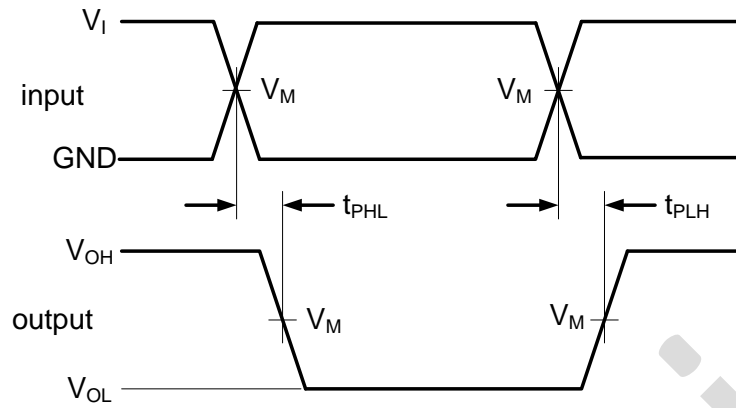 VI
input
VM
VM
GND
tPHL
tPLH
VOH
output
VM
VM
VOL